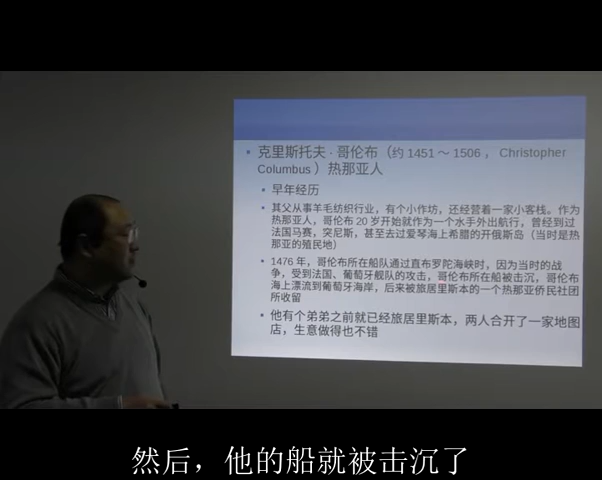 克里斯托夫 · 哥伦布（约 1451 ～ 1506 ， Christopher
Columbus ）热那亚人
早年经历
其父从事羊毛纺织行业，有个小作坊，还经营着一家小客栈。作为
热那亚人，哥伦布 20 岁开始就作为一个水手外出航行，曾经到过
法国马赛，突尼斯，甚至去过爱琴海上希腊的开俄斯岛（当时是热
那亚的殖民地）
1476 年，哥伦布所在船队通过直布罗陀海峡时，因为当时的战
争，受到法国、葡萄牙舰队的攻击，哥伦布所在船被击沉，哥伦布
海上漂流到葡萄牙海岸，后来被旅居里斯本的一个热那亚侨民社团
所收留
他有个弟弟之前就已经旅居里斯本，两人合开了一家地图
店，生意做得也不错
然后，他的船就被击沉了